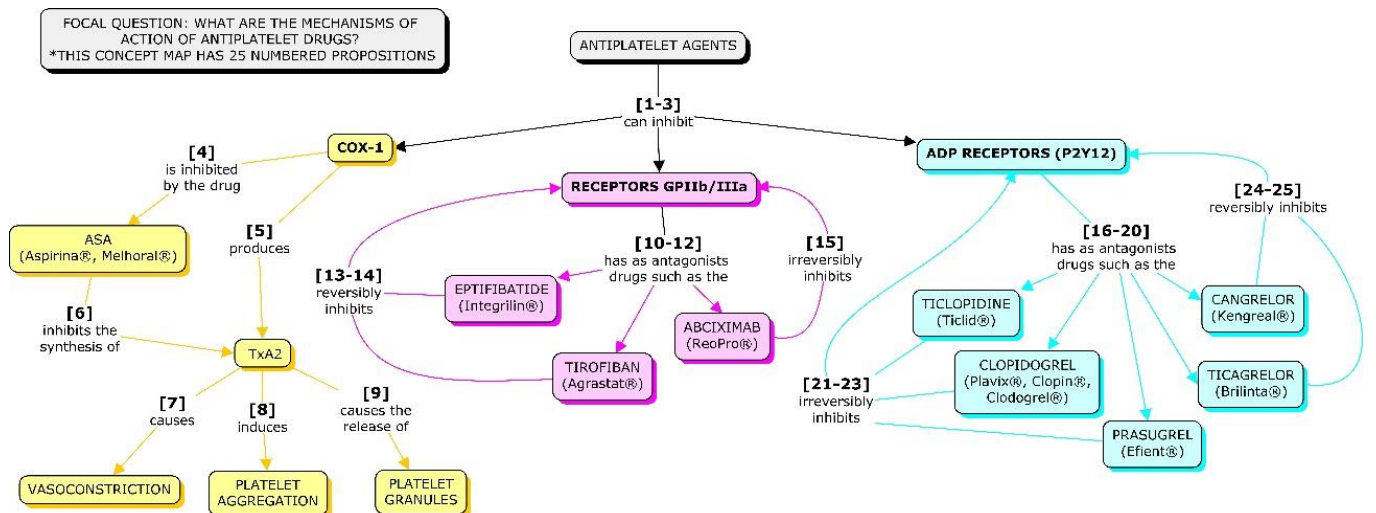 FOCAL QUESTION: WHAT ARE THE MECHANISMS OF
ACTION OF ANTIPLATELET DRUGS?
*THIS CONCEPT MAP HAS 25 NUMBERED PROPOSITIONS
ANTIPLATELET AGENTS
[1-3]
can inhibit
COX-1
[4]
is inhibited
by the drug
ASA
(Aspirina®, Melhoral®)
[5]
produces
[6]
inhibits the
synthesis of
TxA2
[7]
causes
[8]
induces
[9]
causes the
release of
VASOCONSTRICTION
PLATELET
AGGREGATION
PLATELET
GRANULES
RECEPTORS GPIIb/IIIa
[10-12]
has as antagonists
drugs such as the
[13-14]
reversibly
inhibits
[15]
irreversibly
inhibits
EPTIFIBATIDE
(Integrilin®)
TIROFIBAN
(Agrastat®)
ABCIXIMAB
(ReoPro®)
ADP RECEPTORS (P2Y12)
[16-20]
has as antagonists
drugs such as the
[24-25]
reversibly inhibits
TICLOPIDINE
(Ticlid®)
CLOPIDOGREL
(Plavix®, Clopin®,
Clodogrel®)
PRASUGREL
(Efient®)
TICAGRELOR
(Brilinta®)
CANGRELOR
(Kengreal®)
[21-23]
irreversibly
inhibits